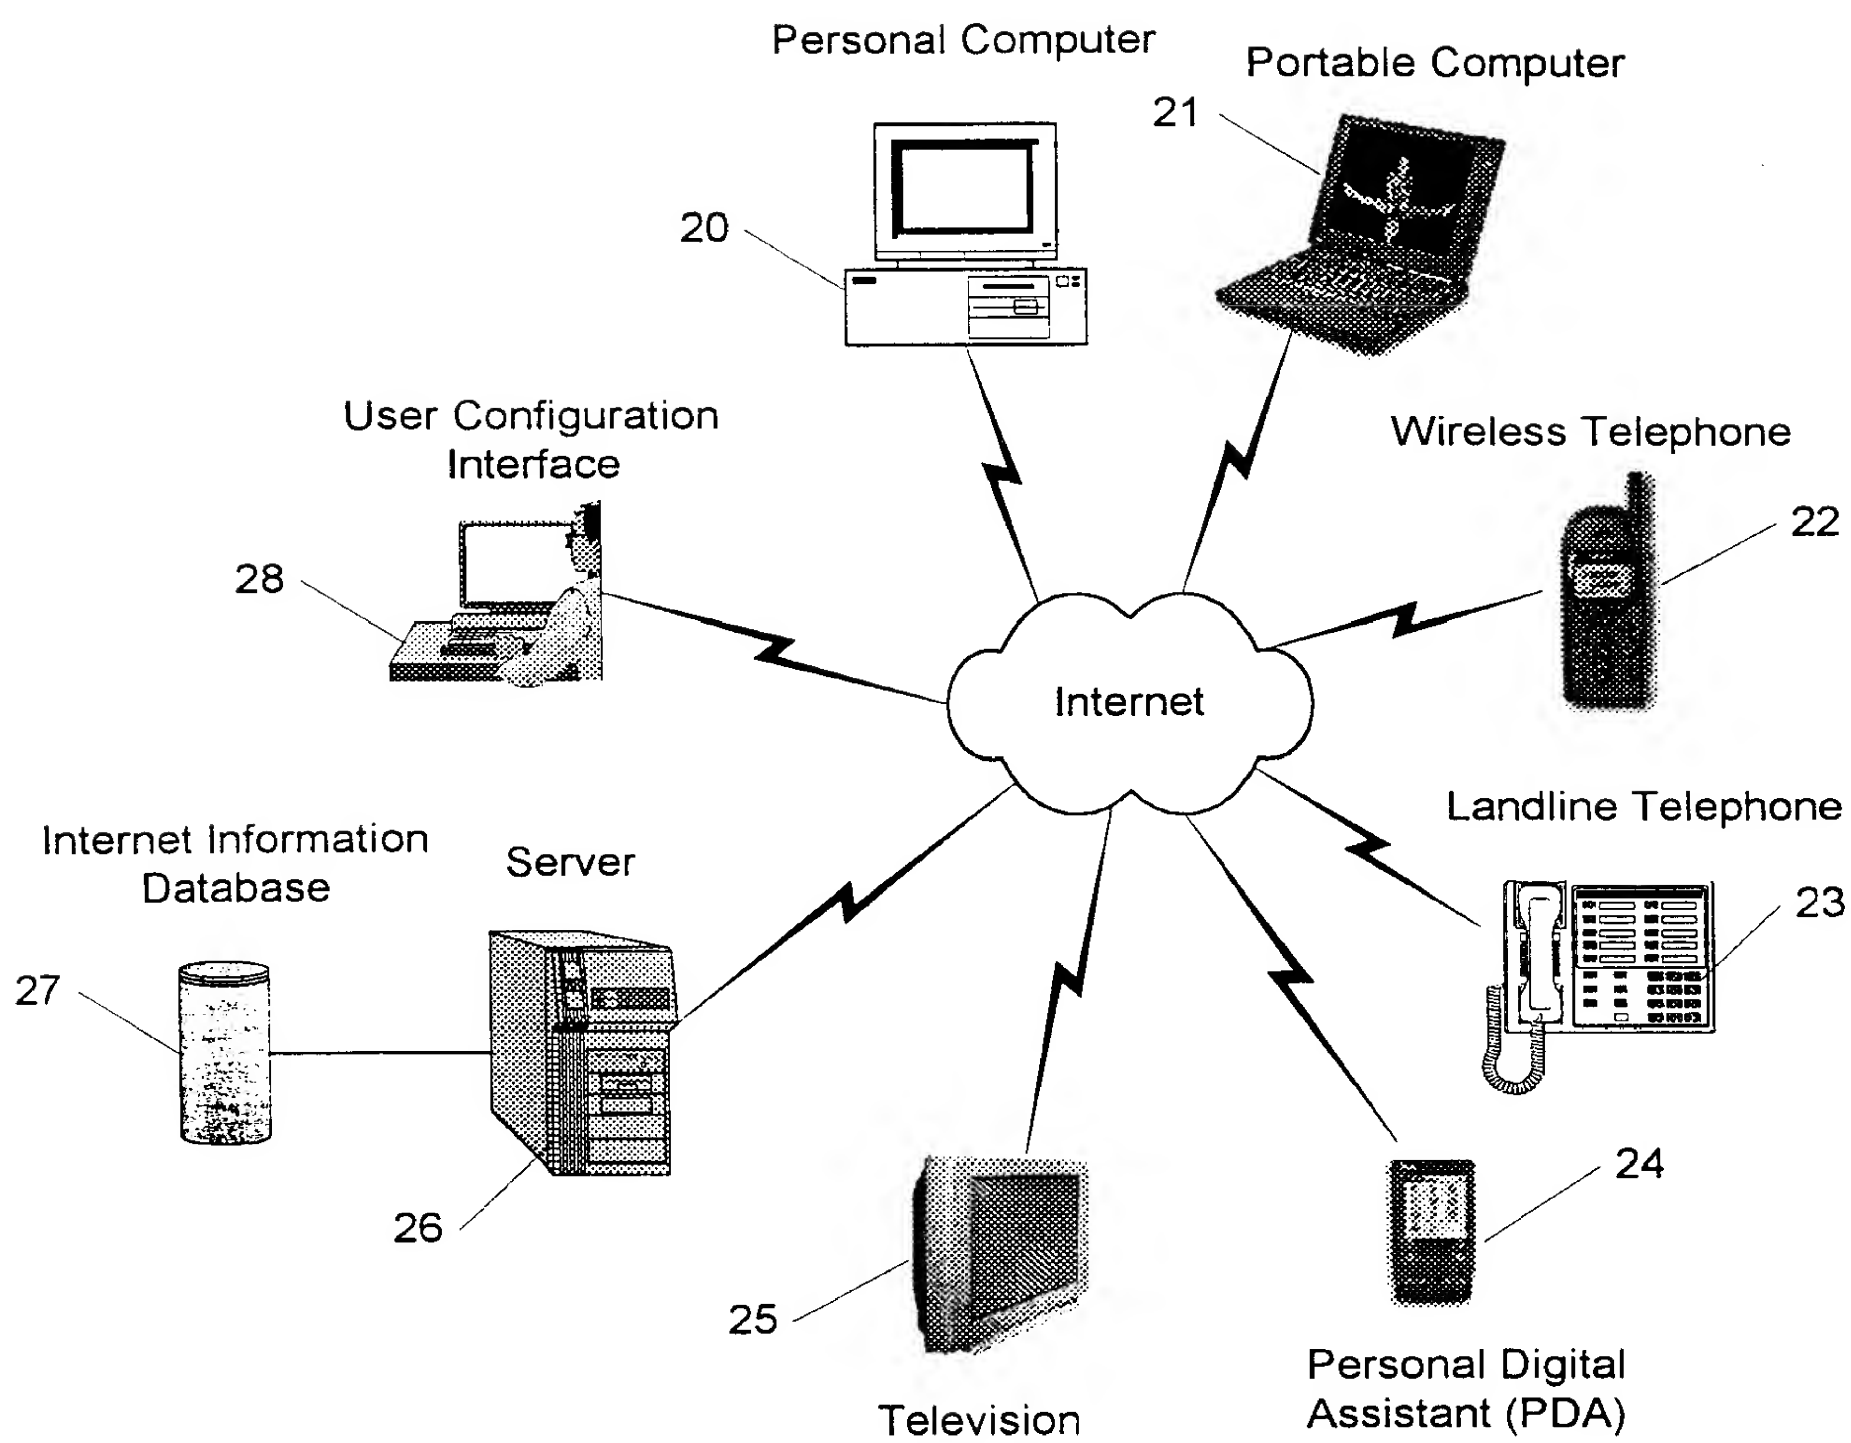 Personal Computer
Portable Computer
21
20
User Configuration
Interface
Wireless Telephone
22
28
Internet
Landline Telephone
Internet Information
Database
Server
23
27
24
26
25
Personal Digital
Assistant (PDA)
Television